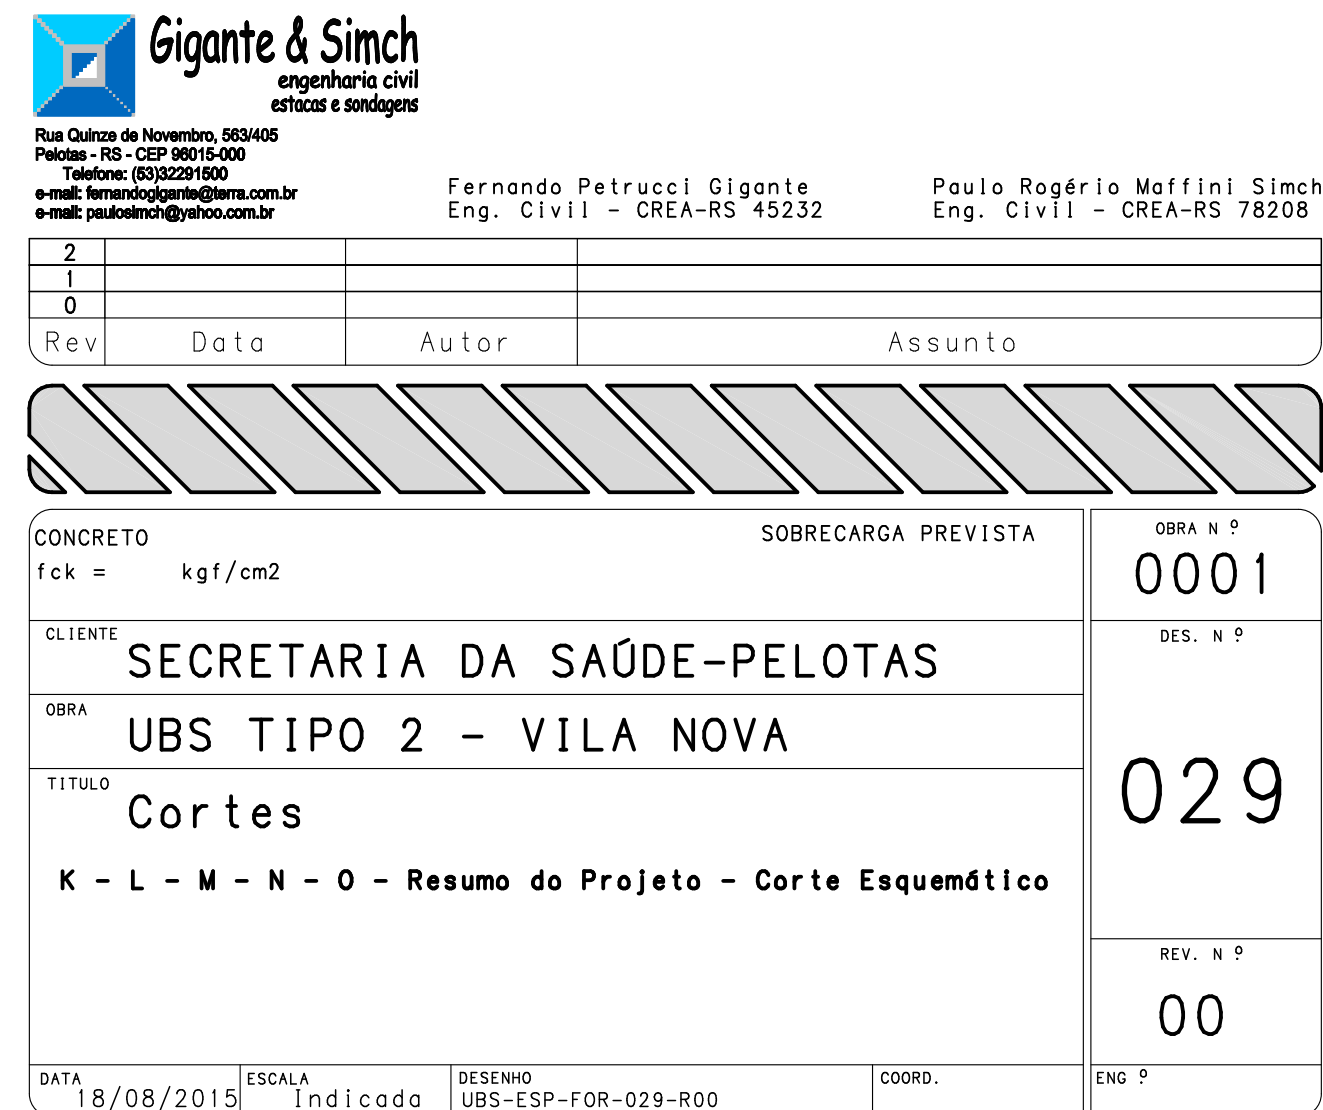 Gigante & Simch
engenharia civil
estacas e sondagens
Rua Quinze de Novembro, 563/405
Pelotas - RS - CEP 96015-000
Telefone: (53)32291500
e-mail: fernandogigante@terra.com.br
e-mail: paulosimch@yahoo.com.br
Fernando Petrucci Gigante
Eng. Civil - CREA-RS 45232
Paulo Rogério Maffini Simch
Eng. Civil - CREA-RS 78208
2
1
0
Rev Data Autor Assunto
CONCRETO
fck = kgf/cm2
SOBRECARGA PREVISTA
OBRA Nº
0001
CLIENTE
SECRETARIA DA SAÚDE-PELOTAS
DES. Nº
029
OBRA
UBS TIPO 2 - VILA NOVA
TITULO
Cortes
K - L - M - N - O - Resumo do Projeto - Corte Esquemático
REV. Nº
00
DATA
18/08/2015
ESCALA
Indicada
DESENHO
UBS-ESP-FOR-029-R00
COORD.
ENGº